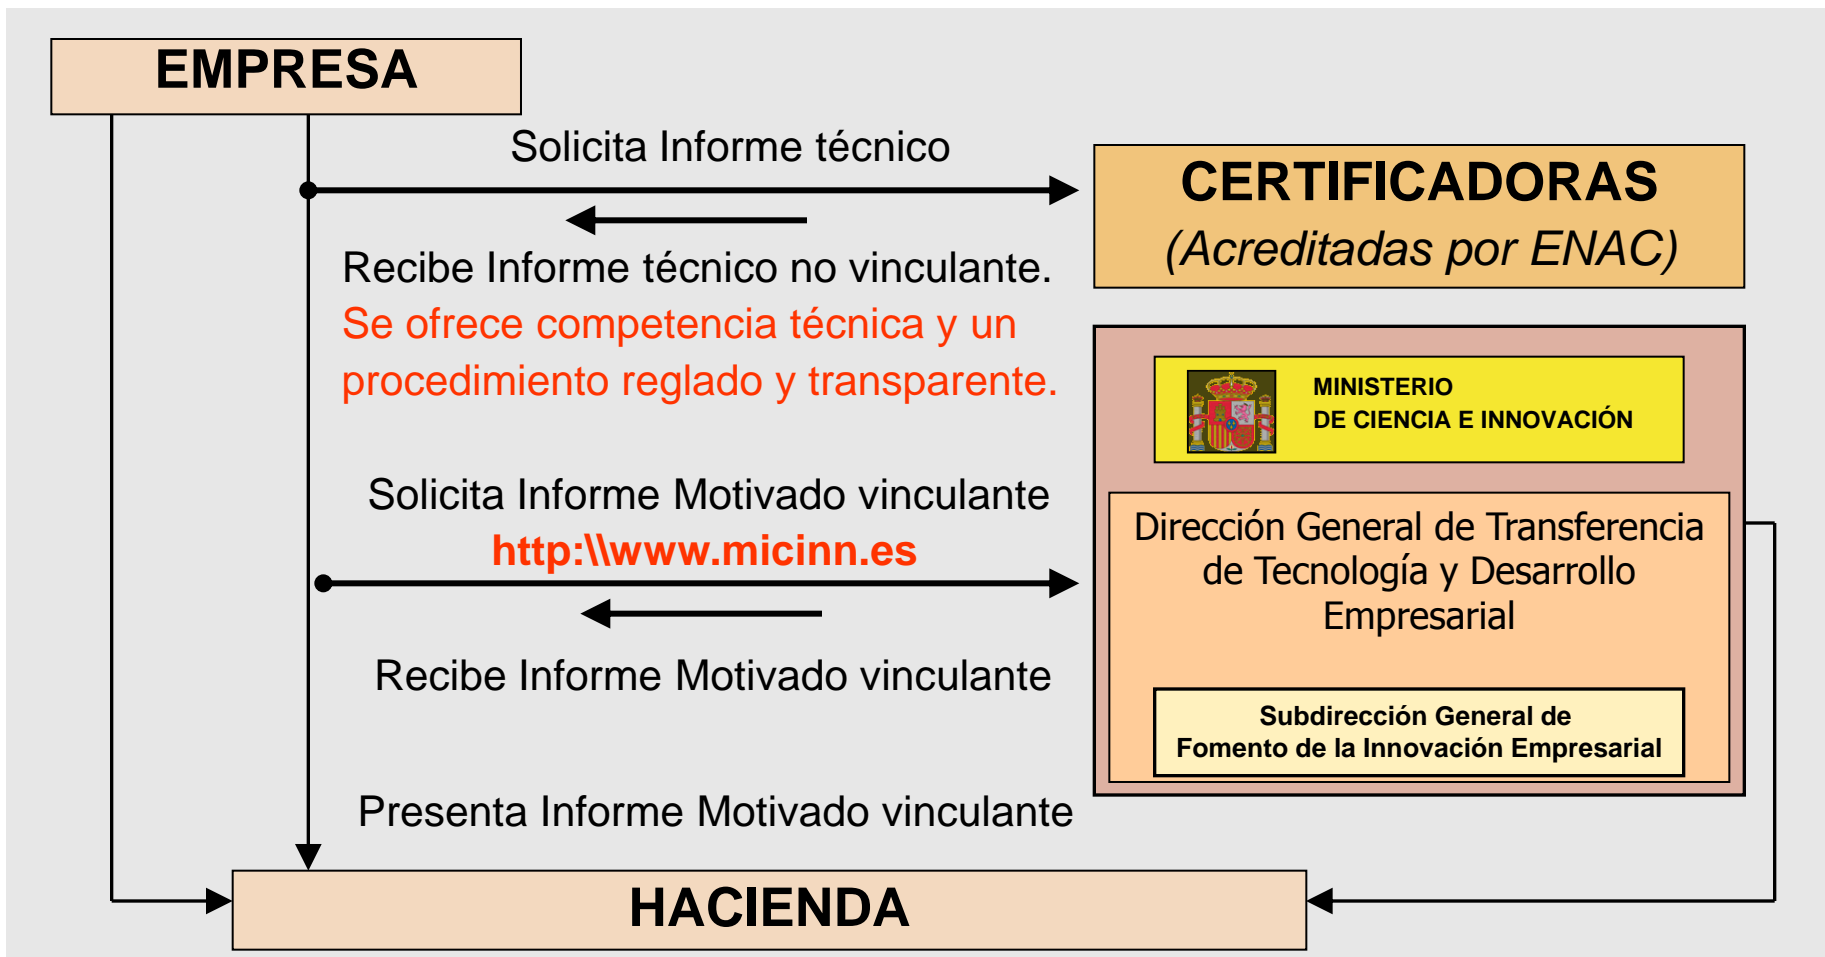 EMPRESA
Solicita Informe técnico
CERTIFICADORAS
(Acreditadas por ENAC)
Recibe Informe técnico no vinculante.
Se ofrece competencia técnica y un
procedimiento reglado y transparente.
MINISTERIO
DE CIENCIA E INNOVACIÓN
Solicita Informe Motivado vinculante
http:\\www.micinn.es
Dirección General de Transferencia
de Tecnología y Desarrollo
Empresarial
Recibe Informe Motivado vinculante
Subdirección General de
Fomento de la Innovación Empresarial
Presenta Informe Motivado vinculante
HACIENDA